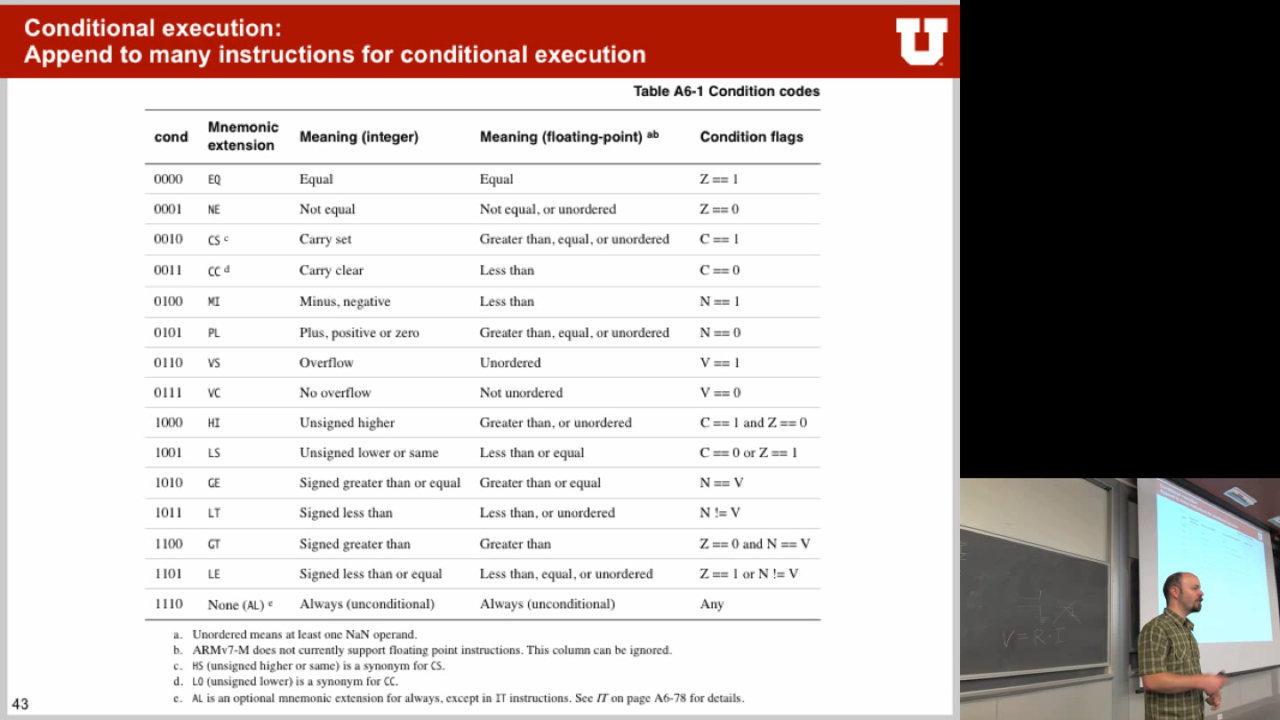 Conditional execution:
Append to many instructions for conditional execution
U
Table A6-1 Condition codes
cond Mnemonic extension Meaning (integer) Meaning (floating-point) ab Condition flags
0000 EQ Equal Equal Z == 1
0001 NE Not equal Not equal, or unordered Z == 0
0010 CS c Carry set Greater than, equal, or unordered C == 1
0011 CC d Carry clear Less than C == 0
0100 MI Minus, negative Less than N == 1
0101 PL Plus, positive or zero Greater than, equal, or unordered N == 0
0110 VS Overflow Unordered V == 1
0111 VC No overflow Not unordered V == 0
1000 HI Unsigned higher Greater than, or unordered C == 1 and Z == 0
1001 LS Unsigned lower or same Less than or equal C == 0 or Z == 1
1010 GE Signed greater than or equal Greater than or equal N == V
1011 LT Signed less than Less than, or unordered N != V
1100 GT Signed greater than Greater than Z == 0 and N == V
1101 LE Signed less than or equal Less than, equal, or unordered Z == 1 or N != V
1110 None (AL) e Always (unconditional) Always (unconditional) Any
a. Unordered means at least one NaN operand.
b. ARMv7-M does not currently support floating point instructions. This column can be ignored.
c. HS (unsigned higher or same) is a synonym for CS.
d. LO (unsigned lower) is a synonym for CC.
e. AL is an optional mnemonic extension for always, except in IT instructions. See IT on page A6-78 for details.
43
V=R·I